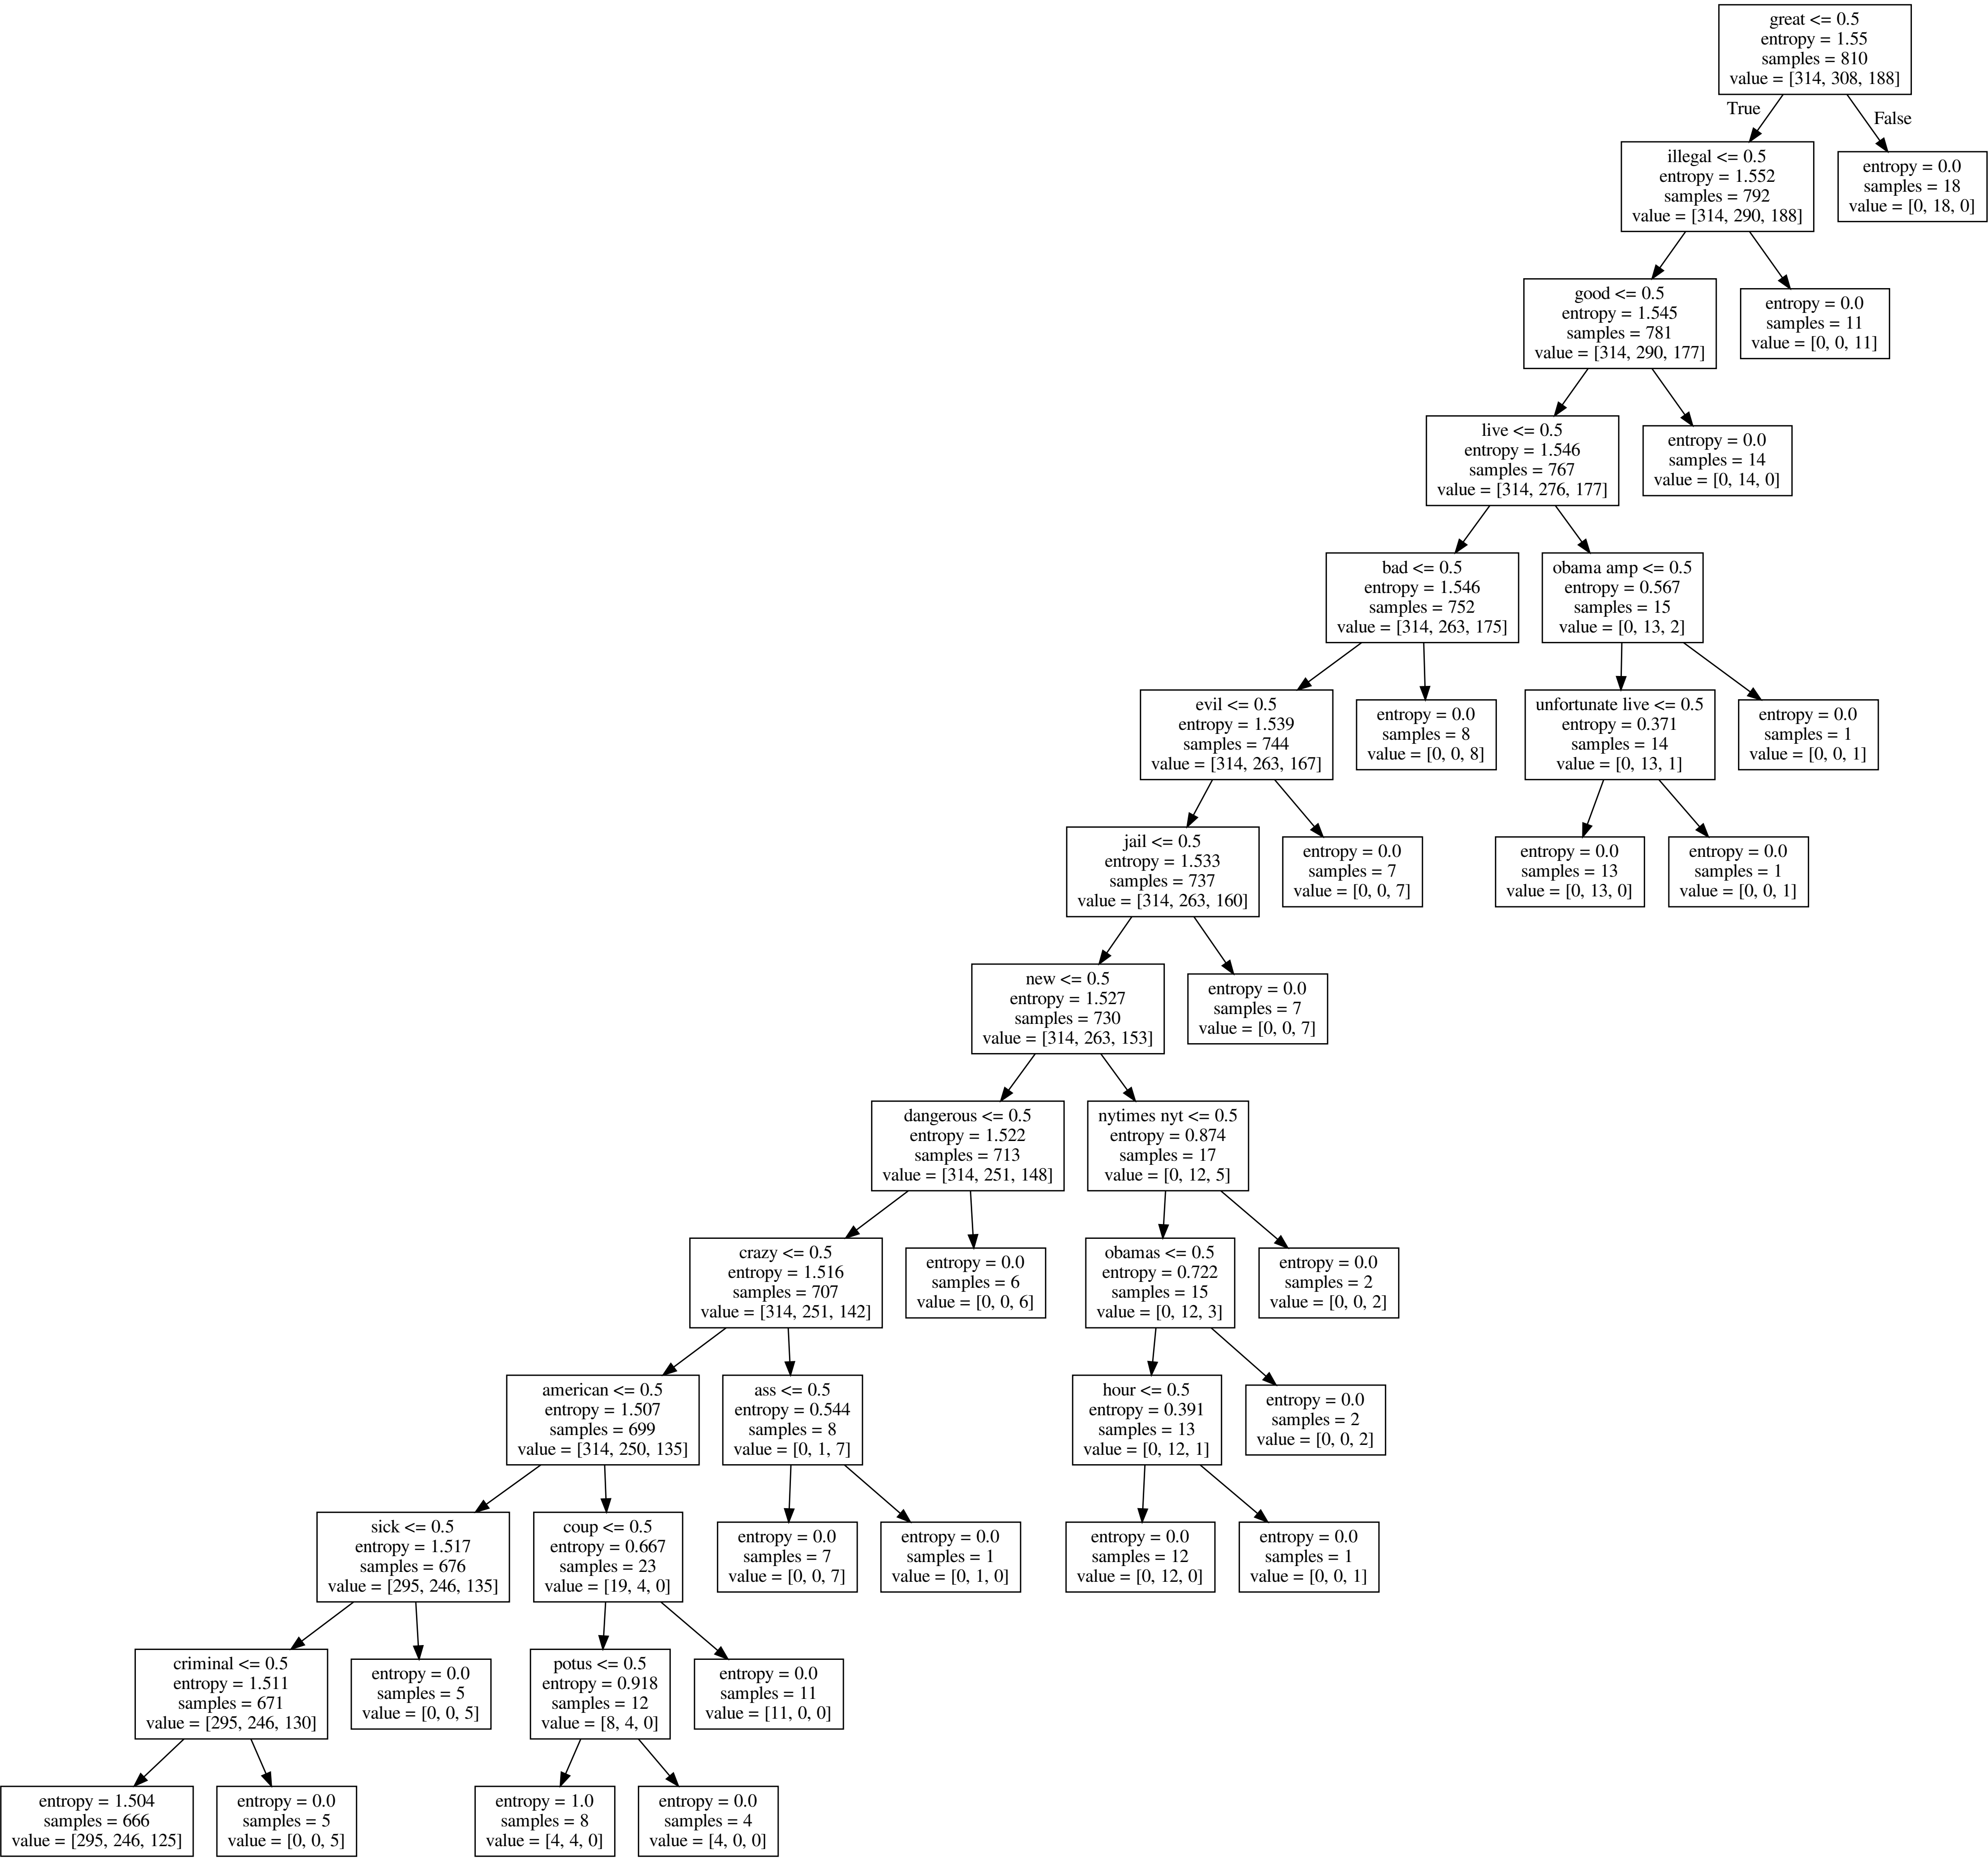 great <= 0.5
entropy = 1.55
samples = 810
value = [314, 308, 188]
True
False
illegal <= 0.5
entropy = 1.552
samples = 792
value = [314, 290, 188]
entropy = 0.0
samples = 18
value = [0, 18, 0]
good <= 0.5
entropy = 1.545
samples = 781
value = [314, 290, 177]
entropy = 0.0
samples = 11
value = [0, 0, 11]
live <= 0.5
entropy = 1.546
samples = 767
value = [314, 276, 177]
entropy = 0.0
samples = 14
value = [0, 14, 0]
bad <= 0.5
entropy = 1.546
samples = 752
value = [314, 263, 175]
obama amp <= 0.5
entropy = 0.567
samples = 15
value = [0, 13, 2]
evil <= 0.5
entropy = 1.539
samples = 744
value = [314, 263, 167]
entropy = 0.0
samples = 8
value = [0, 0, 8]
unfortunate live <= 0.5
entropy = 0.371
samples = 14
value = [0, 13, 1]
entropy = 0.0
samples = 1
value = [0, 0, 1]
jail <= 0.5
entropy = 1.533
samples = 737
value = [314, 263, 160]
entropy = 0.0
samples = 7
value = [0, 0, 7]
entropy = 0.0
samples = 13
value = [0, 13, 0]
entropy = 0.0
samples = 1
value = [0, 0, 1]
new <= 0.5
entropy = 1.527
samples = 730
value = [314, 263, 153]
entropy = 0.0
samples = 7
value = [0, 0, 7]
dangerous <= 0.5
entropy = 1.522
samples = 713
value = [314, 251, 148]
nytimes nyt <= 0.5
entropy = 0.874
samples = 17
value = [0, 12, 5]
crazy <= 0.5
entropy = 1.516
samples = 707
value = [314, 251, 142]
entropy = 0.0
samples = 6
value = [0, 0, 6]
obamas <= 0.5
entropy = 0.722
samples = 15
value = [0, 12, 3]
entropy = 0.0
samples = 2
value = [0, 0, 2]
american <= 0.5
entropy = 1.507
samples = 699
value = [314, 250, 135]
ass <= 0.5
entropy = 0.544
samples = 8
value = [0, 1, 7]
hour <= 0.5
entropy = 0.391
samples = 13
value = [0, 12, 1]
entropy = 0.0
samples = 2
value = [0, 0, 2]
sick <= 0.5
entropy = 1.517
samples = 676
value = [295, 246, 135]
coup <= 0.5
entropy = 0.667
samples = 23
value = [19, 4, 0]
entropy = 0.0
samples = 7
value = [0, 0, 7]
entropy = 0.0
samples = 1
value = [0, 1, 0]
entropy = 0.0
samples = 12
value = [0, 12, 0]
entropy = 0.0
samples = 1
value = [0, 0, 1]
criminal <= 0.5
entropy = 1.511
samples = 671
value = [295, 246, 130]
entropy = 0.0
samples = 5
value = [0, 0, 5]
potus <= 0.5
entropy = 0.918
samples = 12
value = [8, 4, 0]
entropy = 0.0
samples = 11
value = [11, 0, 0]
entropy = 1.504
samples = 666
value = [295, 246, 125]
entropy = 0.0
samples = 5
value = [0, 0, 5]
entropy = 1.0
samples = 8
value = [4, 4, 0]
entropy = 0.0
samples = 4
value = [4, 0, 0]